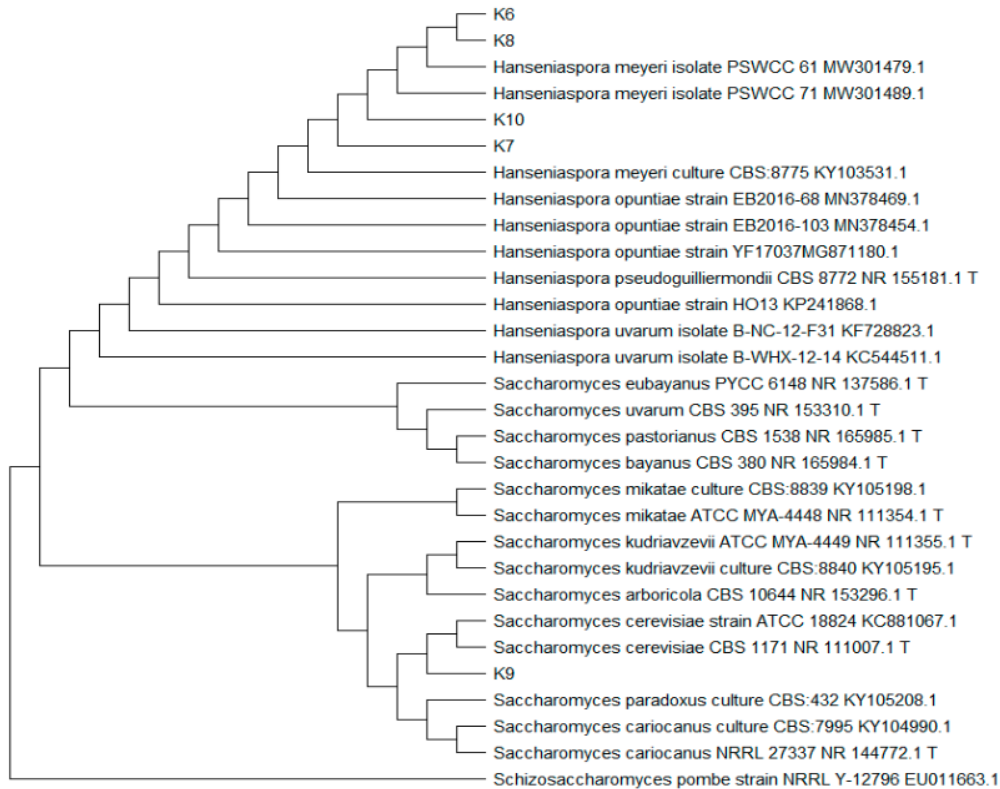 K6
K8
Hanseniaspora meyeri isolate PSWCC 61 MW301479.1
Hanseniaspora meyeri isolate PSWCC 71 MW301489.1
K10
K7
Hanseniaspora meyeri culture CBS:8775 KY103531.1
Hanseniaspora opuntiae strain EB2016-68 MN378469.1
Hanseniaspora opuntiae strain EB2016-103 MN378454.1
Hanseniaspora opuntiae strain YF17037MG871180.1
Hanseniaspora pseudoguilliermondii CBS 8772 NR 155181.1 T
Hanseniaspora opuntiae strain HO13 KP241868.1
Hanseniaspora uvarum isolate B-NC-12-F31 KF728823.1
Hanseniaspora uvarum isolate B-WHX-12-14 KC544511.1
Saccharomyces eubayanus PYCC 6148 NR 137586.1 T
Saccharomyces uvarum CBS 395 NR 153310.1 T
Saccharomyces pastorianus CBS 1538 NR 165985.1 T
Saccharomyces bayanus CBS 380 NR 165984.1 T
Saccharomyces mikatae culture CBS:8839 KY105198.1
Saccharomyces mikatae ATCC MYA-4448 NR 111354.1 T
Saccharomyces kudriavzevii ATCC MYA-4449 NR 111355.1 T
Saccharomyces kudriavzevii culture CBS:8840 KY105195.1
Saccharomyces arboricola CBS 10644 NR 153296.1 T
Saccharomyces cerevisiae strain ATCC 18824 KC881067.1
Saccharomyces cerevisiae CBS 1171 NR 111007.1 T
K9
Saccharomyces paradoxus culture CBS:432 KY105208.1
Saccharomyces cariocanus culture CBS:7995 KY104990.1
Saccharomyces cariocanus NRRL 27337 NR 144772.1 T
Schizosaccharomyces pombe strain NRRL Y-12796 EU011663.1